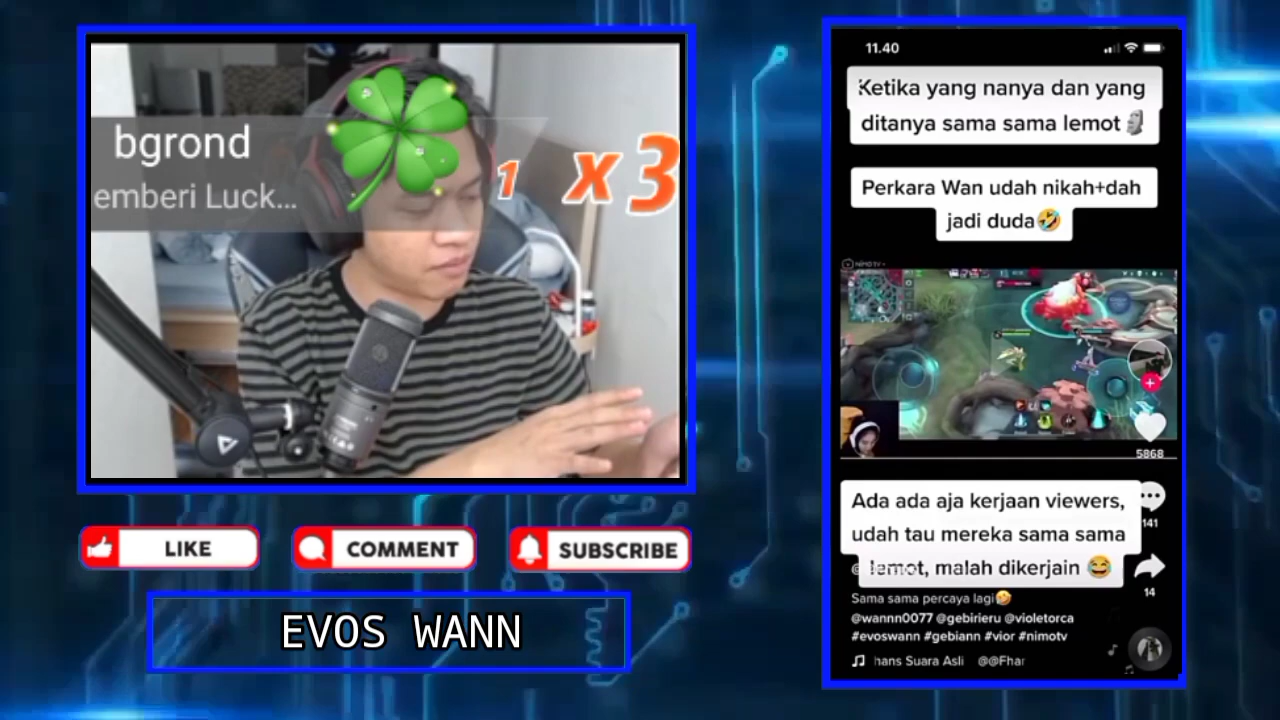 bgrond
emberi Luck...
1 x3
LIKE
COMMENT
SUBSCRIBE
EVOS WANN
11.40
Ketika yang nanya dan yang
ditanya sama sama lemot
Perkara Wan udah nikah+dah
jadi duda
NIMO TV
5868
Ada ada aja kerjaan viewers,
udah tau mereka sama sama
lemot, malah dikerjain
141
14
Sama sama percaya lagi
@wannn0077 @gebirieru @violetorca
#evoswann #gebiann #vior #nimotv
hans Suara Asli @@Fhar